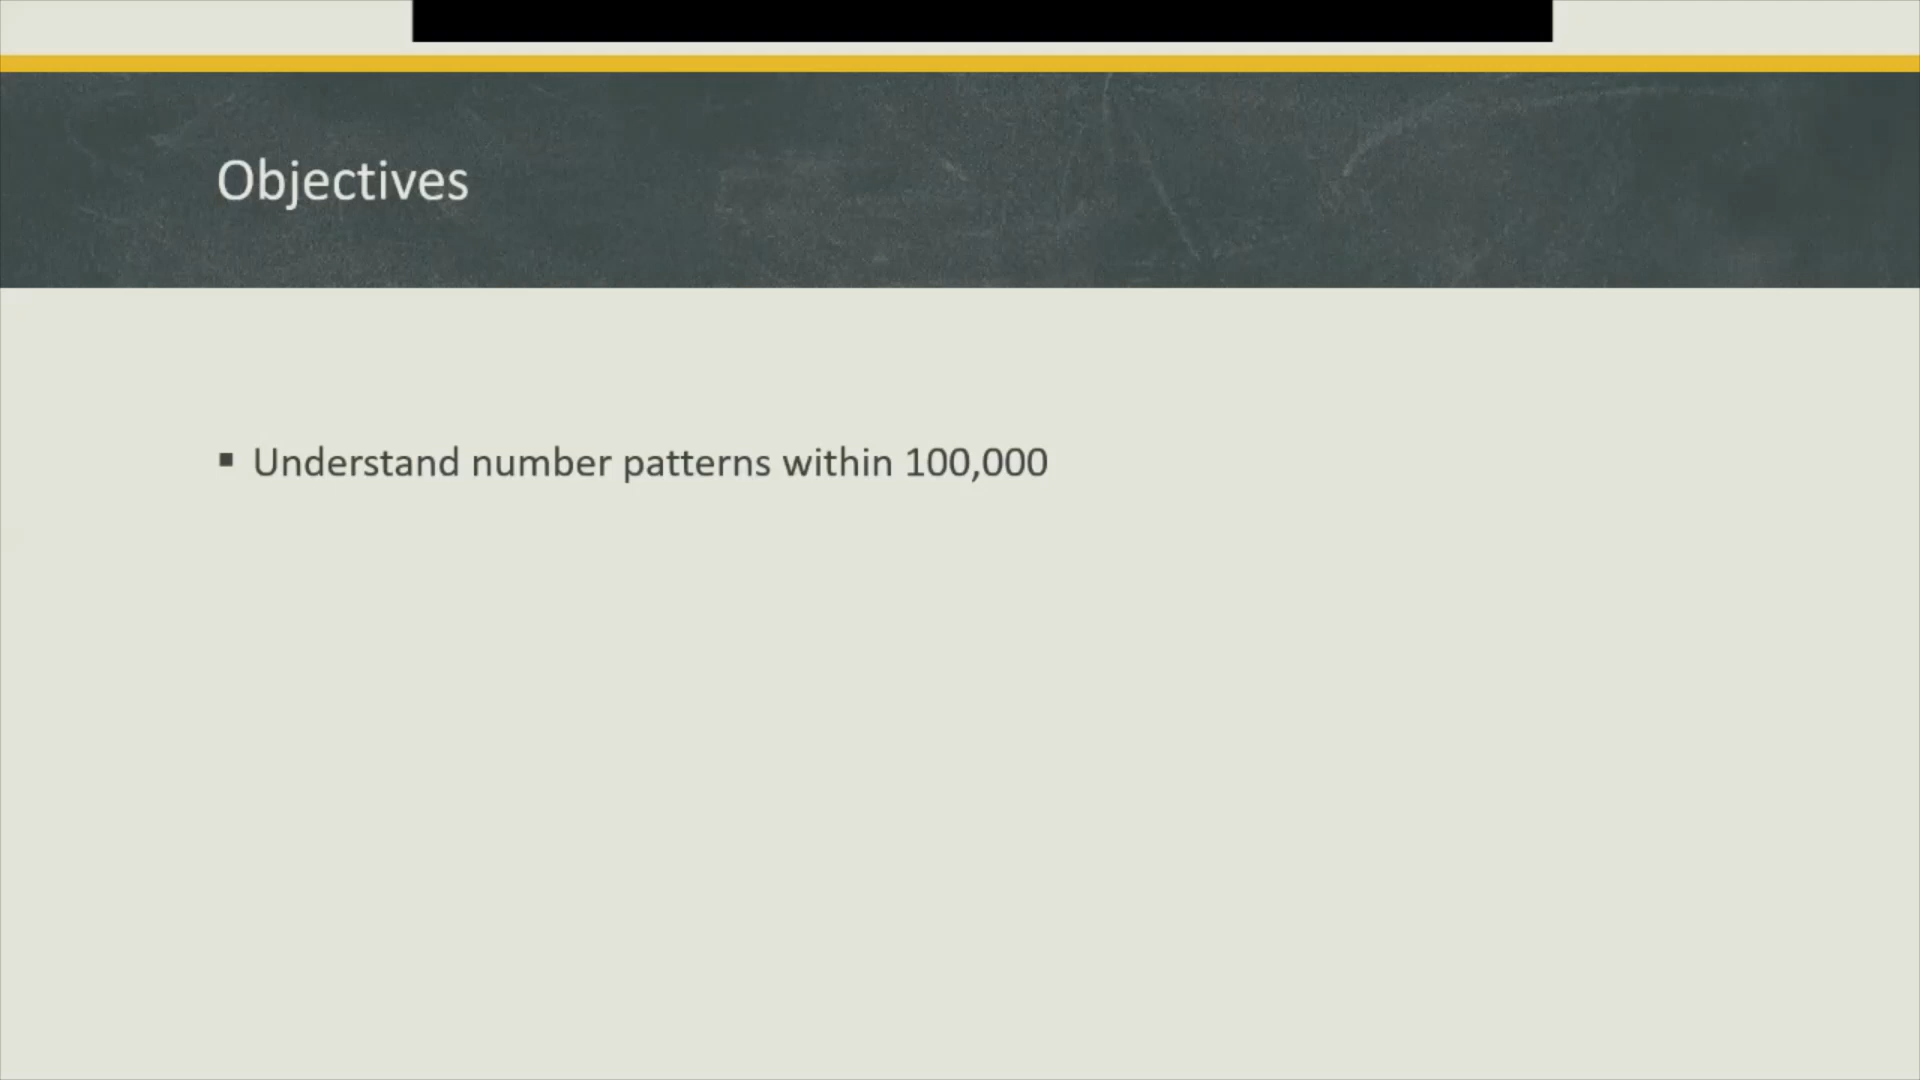 Objectives
▪ Understand number patterns within 100,000